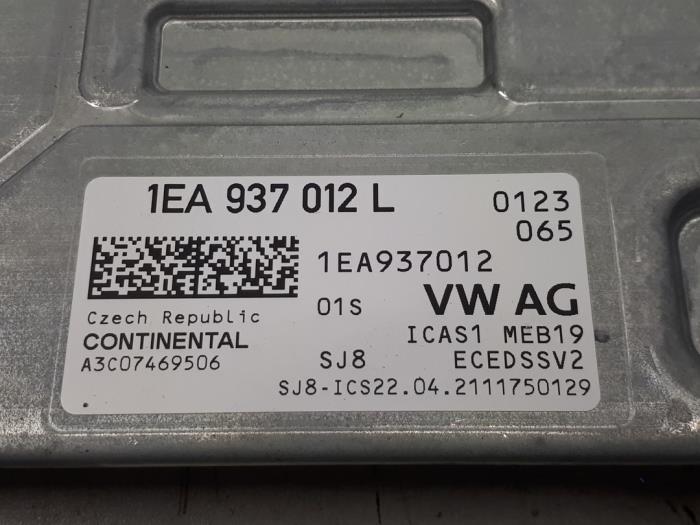 1EA 937 012 L
0123
065
1EA937012
01S
VW AG
Czech Republic
CONTINENTAL
A3C07469506
ICAS1 MEB19
SJ8
ECEDSSV2
SJ8-ICS22.04.2111750129